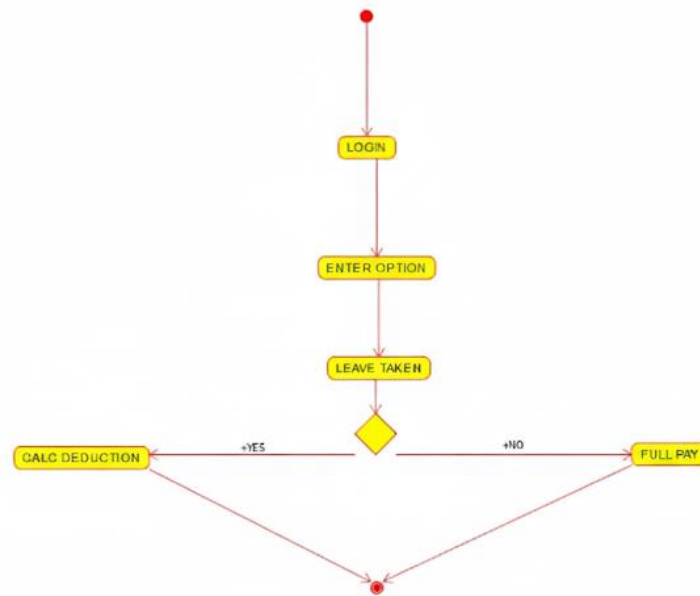 LOGIN
ENTER OPTION
LEAVE TAKEN
+YES
+NO
CALC DEDUCTION
FULL PAY